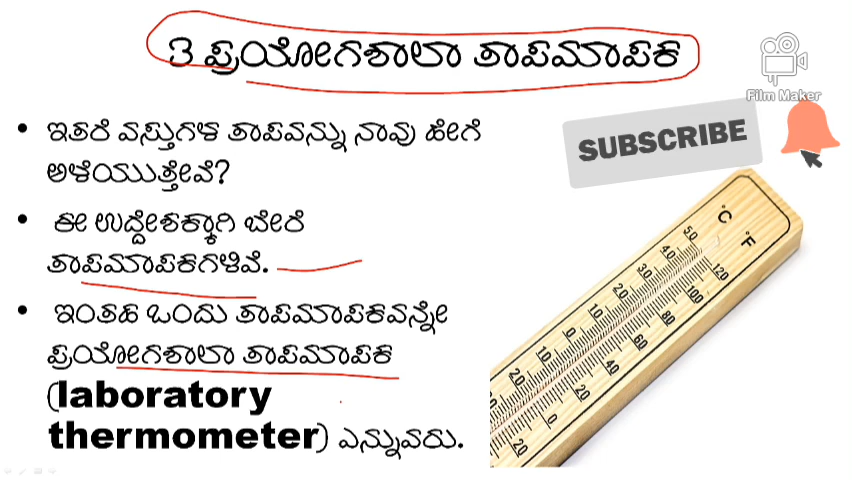 3 ಪ್ರಯೋಗಶಾಲಾ ತಾಪಮಾಪಕ
Film Maker
SUBSCRIBE
• ಇತರೆ ವಸ್ತುಗಳ ತಾಪವನ್ನು ನಾವು ಹೇಗೆ
ಅಳೆಯುತ್ತೇವೆ?
• ಈ ಉದ್ದೇಶಕ್ಕಾಗಿ ಬೇರೆ
ತಾಪಮಾಪಕಗಳಿವೆ.
• ಇಂತಹ ಒಂದು ತಾಪಮಾಪಕವನ್ನೇ
ಪ್ರಯೋಗಶಾಲಾ ತಾಪಮಾಪಕ
(laboratory
thermometer) ಎನ್ನುವರು.
°C °F
50 120
40
30 100
20
10 80
0 60
10 40
20 20
0
20